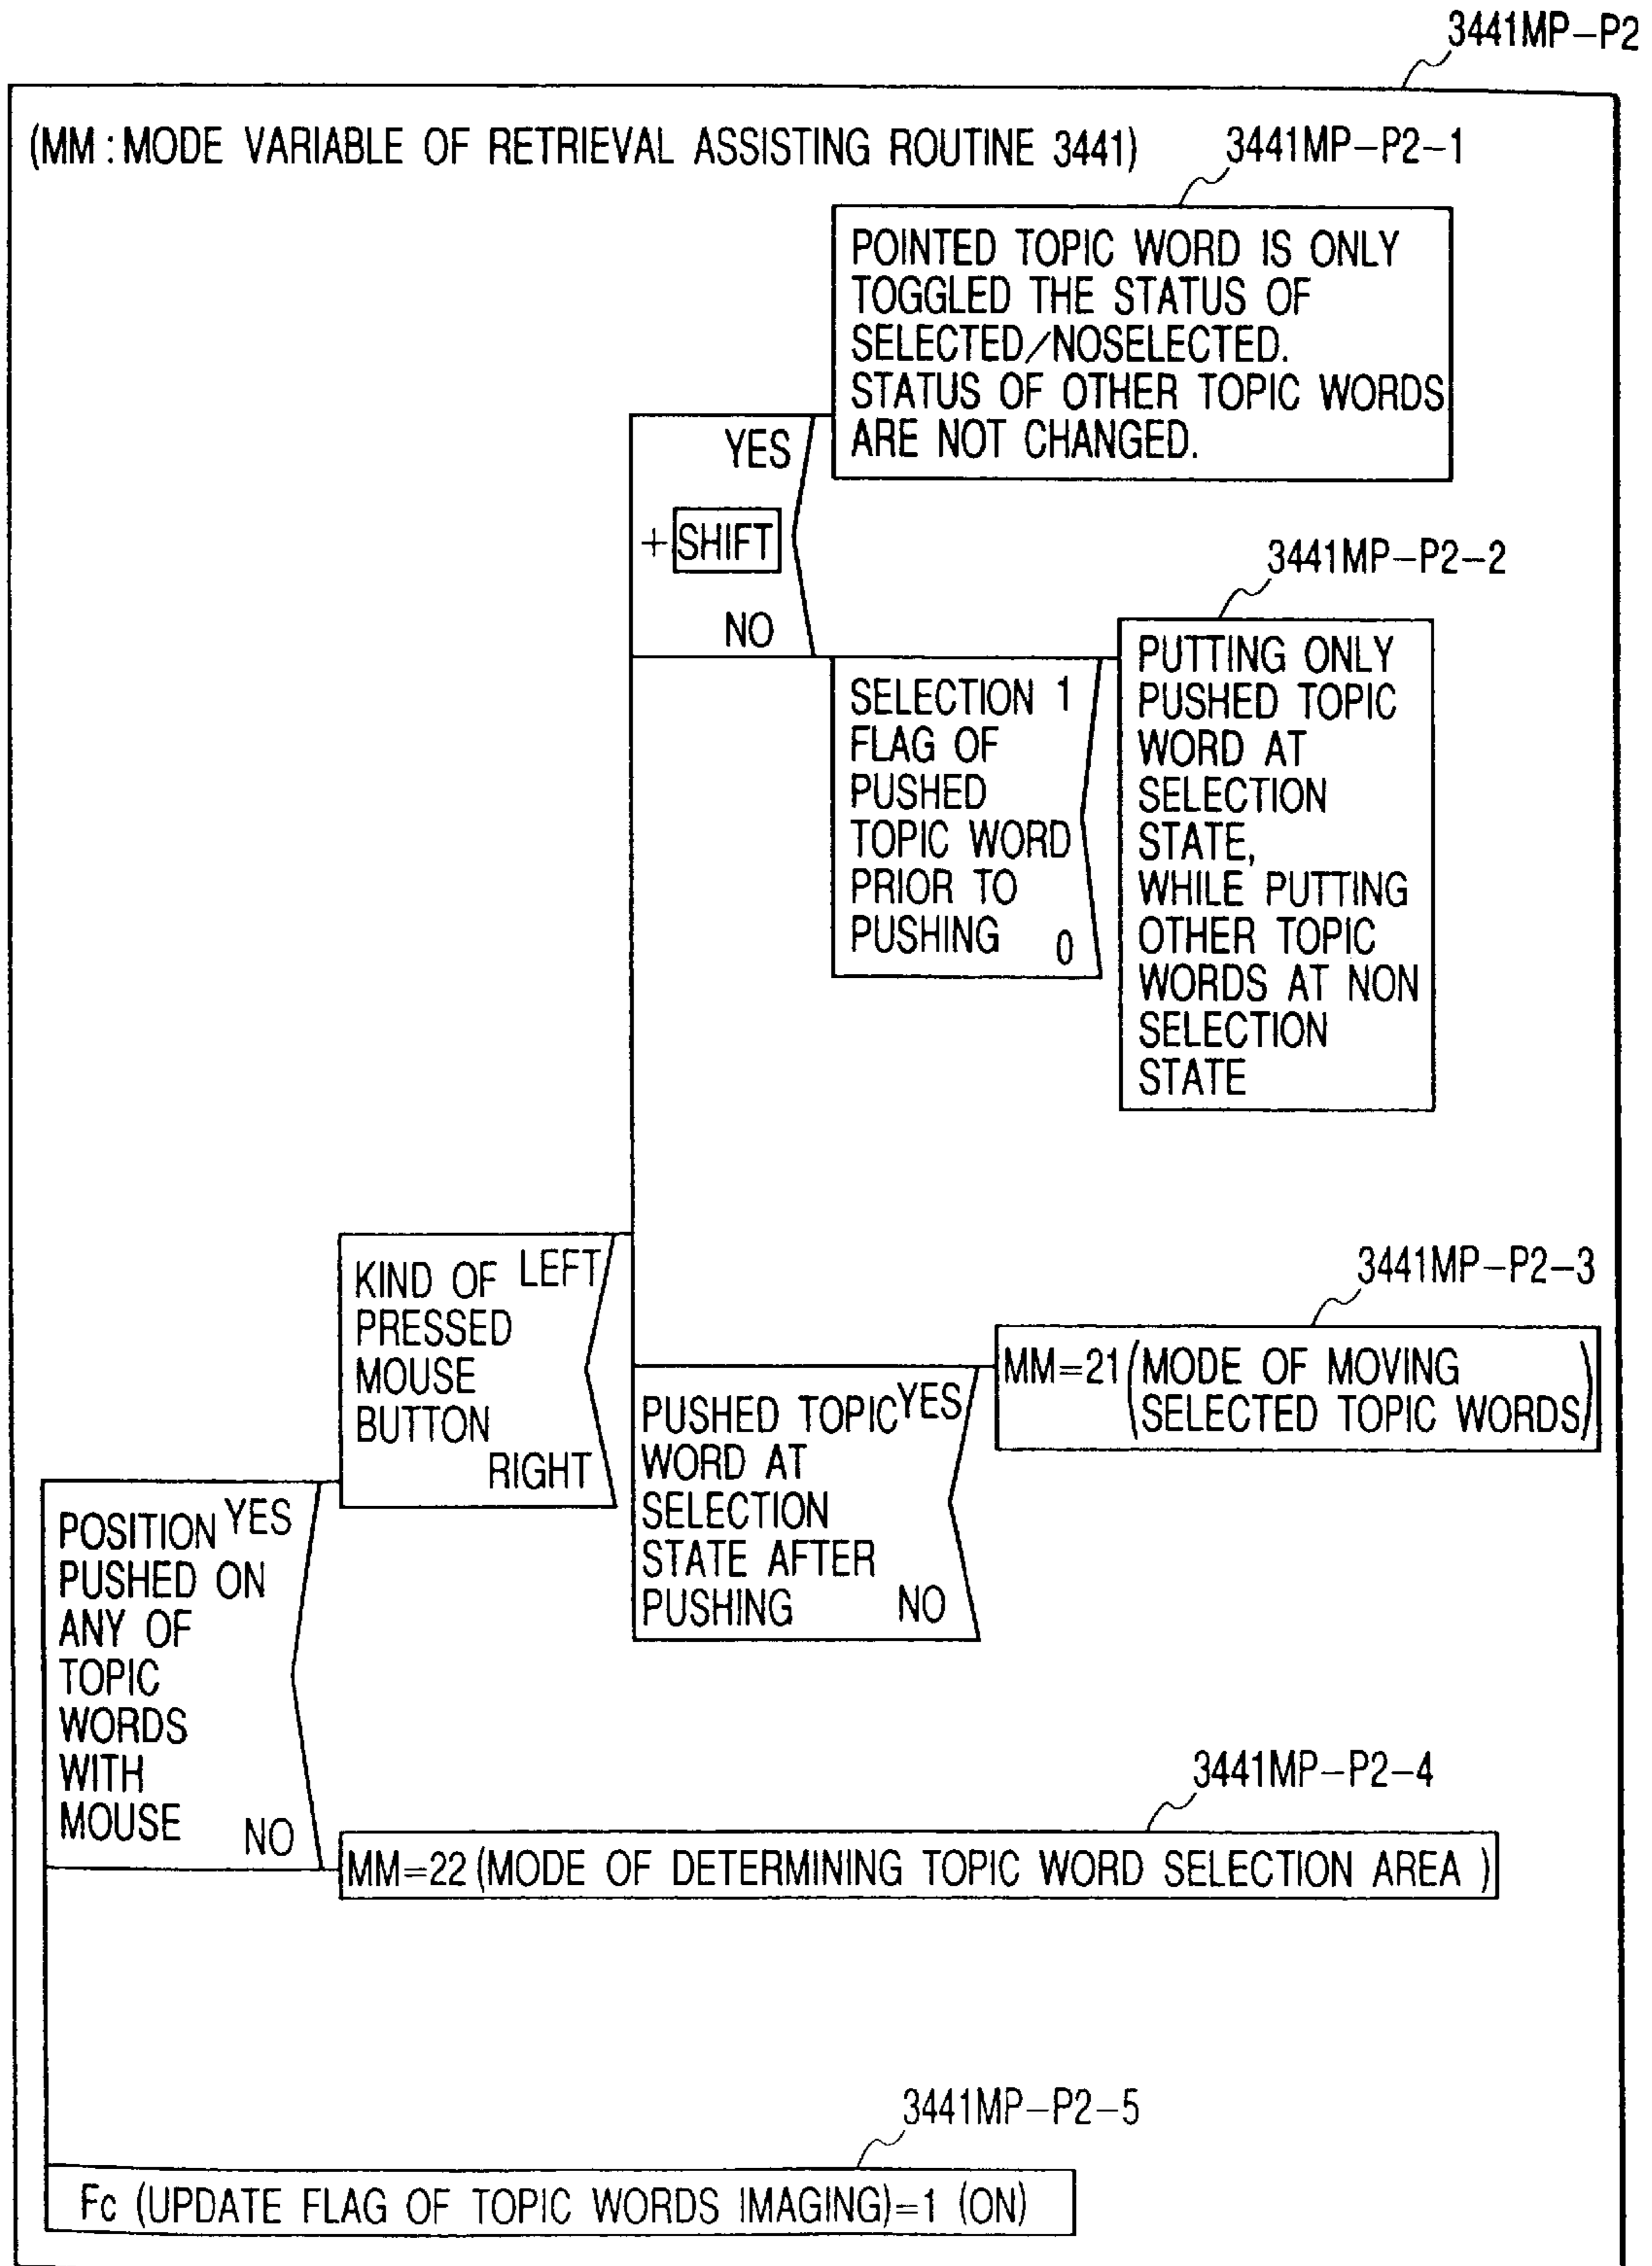 3441MP-P2
(MM : MODE VARIABLE OF RETRIEVAL ASSISTING ROUTINE 3441)
3441MP-P2-1
POINTED TOPIC WORD IS ONLY
TOGGLED THE STATUS OF
SELECTED/NOSELECTED.
STATUS OF OTHER TOPIC WORDS
ARE NOT CHANGED.
YES
+ SHIFT
NO
3441MP-P2-2
SELECTION 1
FLAG OF
PUSHED
TOPIC WORD
PRIOR TO
PUSHING 0
PUTTING ONLY
PUSHED TOPIC
WORD AT
SELECTION
STATE,
WHILE PUTTING
OTHER TOPIC
WORDS AT NON
SELECTION
STATE
KIND OF LEFT
PRESSED
MOUSE
BUTTON
RIGHT
3441MP-P2-3
MM=21 (MODE OF MOVING
SELECTED TOPIC WORDS)
PUSHED TOPIC YES
WORD AT
SELECTION
STATE AFTER
PUSHING NO
POSITION YES
PUSHED ON
ANY OF
TOPIC
WORDS
WITH
MOUSE NO
3441MP-P2-4
MM=22 (MODE OF DETERMINING TOPIC WORD SELECTION AREA )
3441MP-P2-5
Fc (UPDATE FLAG OF TOPIC WORDS IMAGING)=1 (ON)